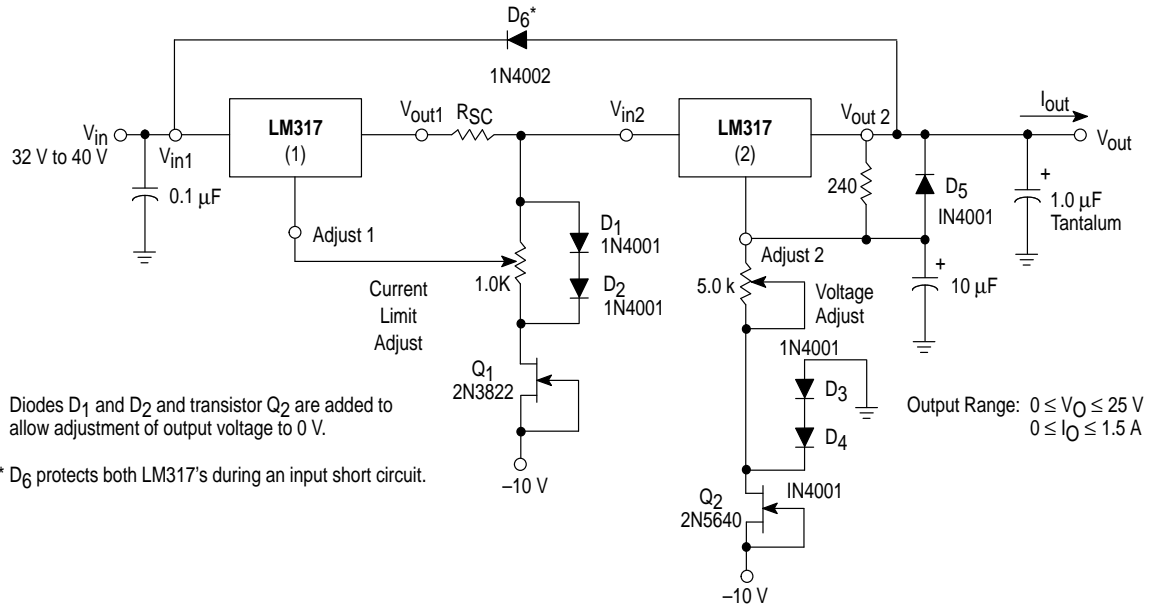 D6*
1N4002
Vin
32 V to 40 V
Vin1
LM317
(1)
Vout1
RSC
Vin2
LM317
(2)
Vout 2
Iout
Vout
0.1 µF
Adjust 1
D1
1N4001
D2
1N4001
1.0K
Current
Limit
Adjust
240
D5
IN4001
+
1.0 µF
Tantalum
Adjust 2
5.0 k
Voltage
Adjust
+
10 µF
1N4001
D3
D4
IN4001
Q1
2N3822
–10 V
Q2
2N5640
–10 V
Diodes D1 and D2 and transistor Q2 are added to
allow adjustment of output voltage to 0 V.
* D6 protects both LM317's during an input short circuit.
Output Range: 0 ≤ VO ≤ 25 V
0 ≤ IO ≤ 1.5 A